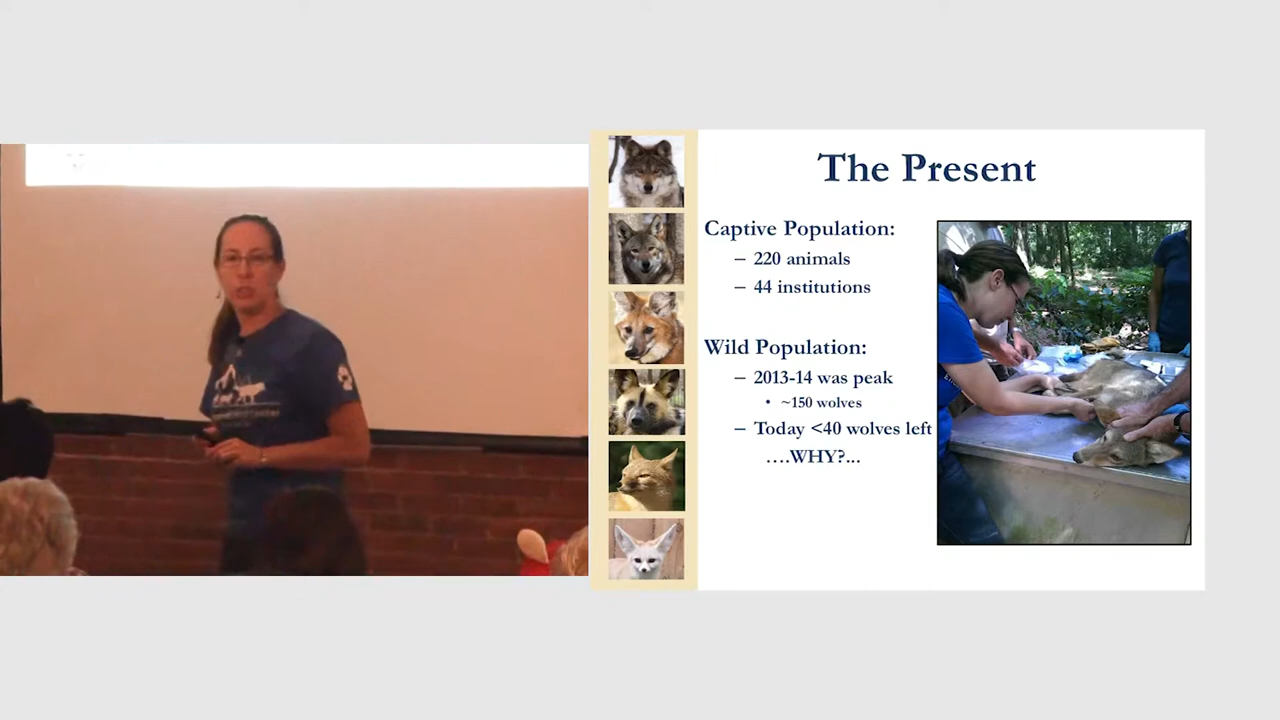 The Present
Captive Population:
– 220 animals
– 44 institutions
Wild Population:
– 2013-14 was peak
• ~150 wolves
– Today <40 wolves left
....WHY?...